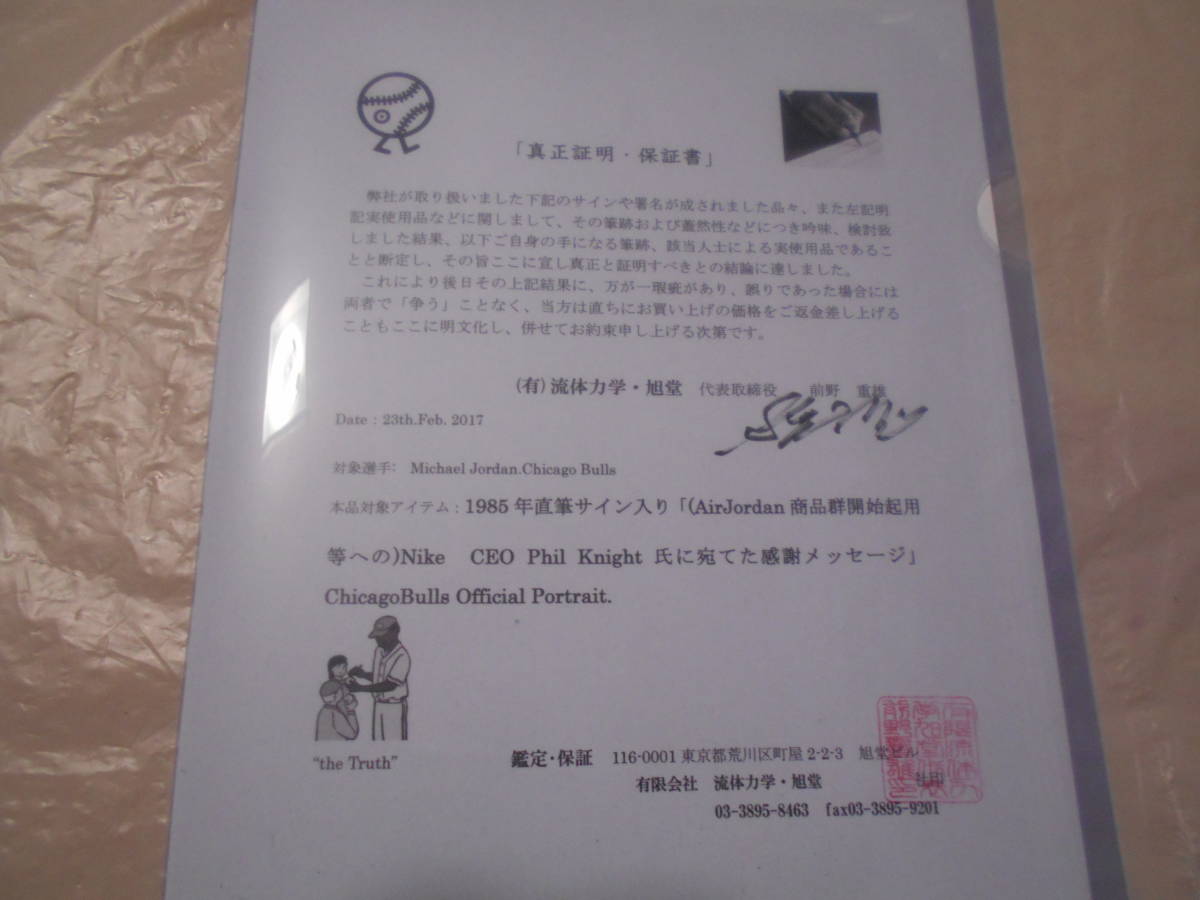 「真正証明・保証書」
弊社が取り扱いました下記のサインや署名が成されました品々、また左記明
記実使用品などに関しまして、その筆跡および蓋然性などにつき吟味、検討致
しました結果、以下ご自身の手になる筆跡、該当人士による実使用品であるこ
とと断定し、その旨ここに宣し真正と証明すべきとの結論に達しました。
これにより後日その上記結果に、万が一瑕疵があり、誤りであった場合には
両者で「争う」ことなく、当方は直ちにお買い上げの価格をご返金差し上げる
こともここに明文化し、併せてお約束申し上げる次第です。
(有)流体力学・旭堂 代表取締役 前野 重雄
Date : 23th.Feb. 2017
対象選手: Michael Jordan.Chicago Bulls
本品対象アイテム : 1985 年直筆サイン入り「(AirJordan 商品群開始起用
等への)Nike CEO Phil Knight 氏に宛てた感謝メッセージ」
ChicagoBulls Official Portrait.
"the Truth"
鑑定・保証 116-0001 東京都荒川区町屋 2-2-3 旭堂ビル
有限会社 流体力学・旭堂 社印
03-3895-8463 fax03-3895-9201